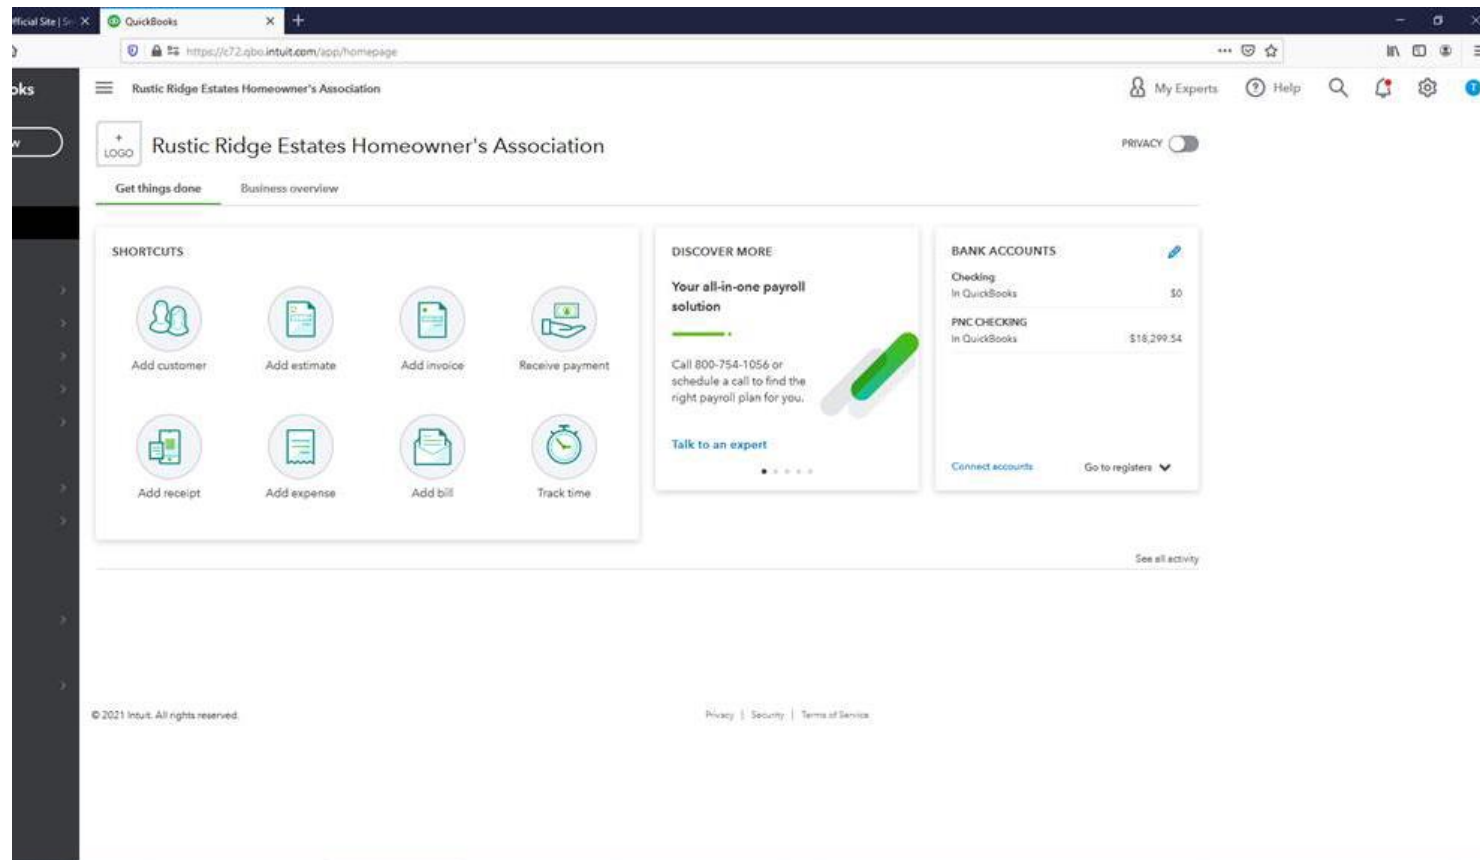 QuickBooks
https://c72.qbo.intuit.com/app/homepage
Rustic Ridge Estates Homeowner's Association
My Experts
Help
+
LOGO
Rustic Ridge Estates Homeowner's Association
PRIVACY
Get things done
Business overview
SHORTCUTS
Add customer
Add estimate
Add invoice
Receive payment
Add receipt
Add expense
Add bill
Track time
DISCOVER MORE
Your all-in-one payroll
solution
Call 800-754-1056 or
schedule a call to find the
right payroll plan for you.
Talk to an expert
BANK ACCOUNTS
Checking
In QuickBooks $0
PNC CHECKING
In QuickBooks $18,299.54
Connect accounts
Go to registers
See all activity
© 2021 Intuit. All rights reserved.
Privacy | Security | Terms of Service